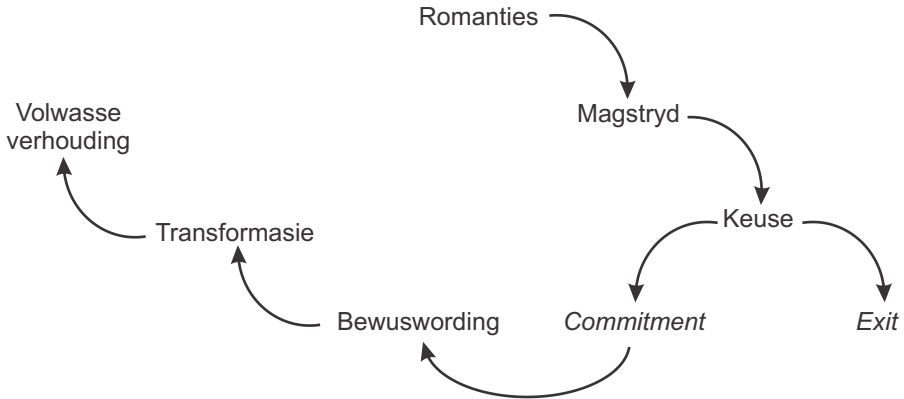 Romanties
Magstryd
Volwasse
verhouding
Keuse
Transformasie
Bewuswording
Commitment
Exit